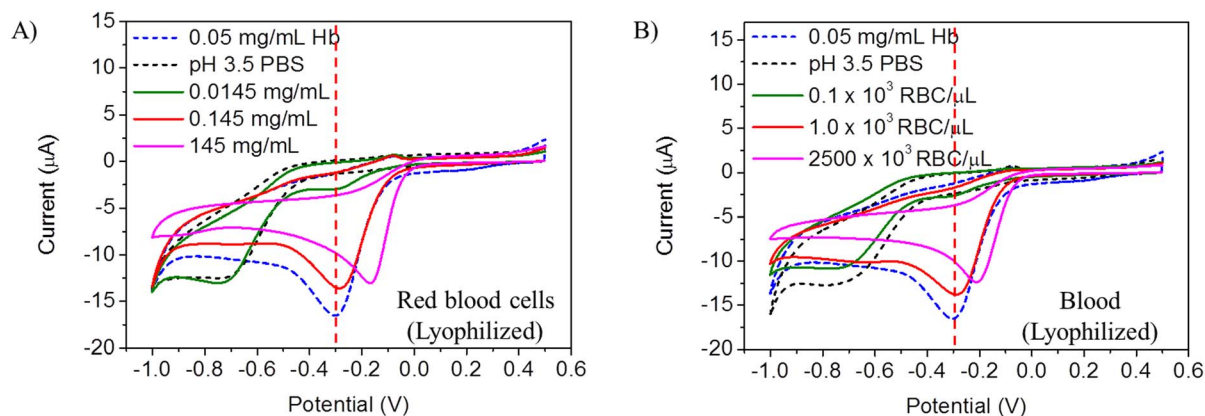 A)
15
10
5
0
-5
-10
-15
-20
Current (μA)
0.05 mg/mL Hb
pH 3.5 PBS
0.0145 mg/mL
0.145 mg/mL
145 mg/mL
Red blood cells
(Lyophilized)
-1.0 -0.8 -0.6 -0.4 -0.2 0.0 0.2 0.4 0.6
Potential (V)
B)
15
10
5
0
-5
-10
-15
-20
Current (μA)
0.05 mg/mL Hb
pH 3.5 PBS
0.1 x 10³ RBC/μL
1.0 x 10³ RBC/μL
2500 x 10³ RBC/μL
Blood
(Lyophilized)
-1.0 -0.8 -0.6 -0.4 -0.2 0.0 0.2 0.4 0.6
Potential (V)